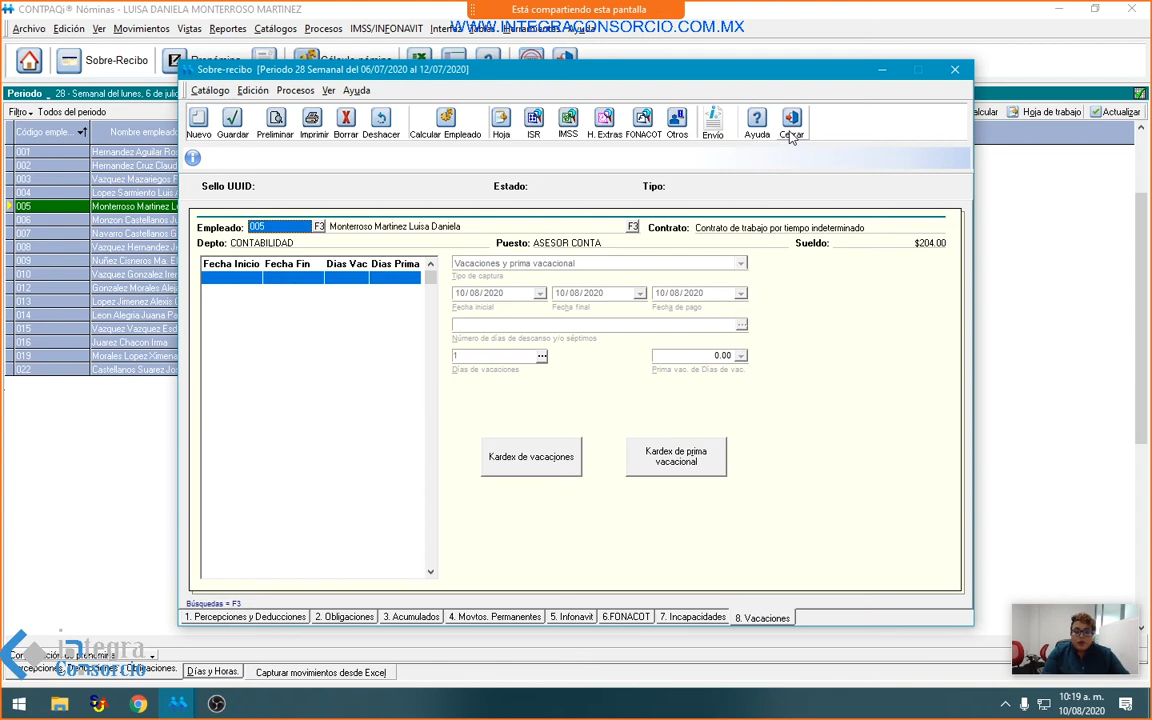 CONTPAQi Nóminas - LUISA DANIELA MONTERROSO MARTINEZ
Está compartiendo esta pantalla
WWW.INTEGRACONSORCIO.COM.MX
Archivo Edición Ver Movimientos Vistas Reportes Catálogos Procesos IMSS/INFONAVIT
Sobre-Recibo
Periodo 28 - Semanal del lunes, 6 de
Filtro Todos del periodo
Hoja de trabajo Actualizar
Código emple... Nombre empleado
001 Hernandez Aguilar
002 Hernandez Cruz Claud
003 Vazquez Mazariegos
004 Lopez Sarmiento Luis
005 Monterroso Martinez
006 Monzon Castellanos
007 Navarro Castellanos
008 Vazquez Hernandez
009 Nuñez Cisneros Ma.
010 Vazquez Gonzalez
012 Gonzalez Morales
013 Lopez Jimenez Alexis
014 Leon Alegria Juana
015 Vazquez Vazquez
016 Juarez Chacon Irma
019 Morales Lopez
022 Castellanos Suarez
Sobre-recibo [Periodo 28 Semanal del 06/07/2020 al 12/07/2020]
Catálogo Edición Procesos Ver Ayuda
Nuevo Guardar Preliminar Imprimir Borrar Deshacer Calcular Empleado Hoja ISR IMSS H. Extras FONACOT Otros Envío Ayuda Cerrar
Sello UUID: Estado: Tipo:
Empleado: 005 F3 Monterroso Martinez Luisa Daniela F3 Contrato: Contrato de trabajo por tiempo indeterminado
Depto: CONTABILIDAD Puesto: ASESOR CONTA Sueldo: $204.00
Fecha Inicio Fecha Fin Dias Vac Dias Prima
Vacaciones y prima vacacional
Tipo de captura
10/08/2020 10/08/2020 10/08/2020
Fecha inicial Fecha final Fecha de pago
Número de días de descanso y/o séptimos
1 0.00
Días de vacaciones Prima vac. de Días de vac.
Kardex de vacaciones
Kardex de prima
vacacional
Búsquedas = F3
1. Percepciones y Deducciones 2. Obligaciones 3. Acumulados 4. Movtos. Permanentes 5. Infonavit 6.FONACOT 7. Incapacidades 8. Vacaciones
integra
Consorcio
Días y Horas. Capturar movimientos desde Excel
10:19 a. m.
10/08/2020